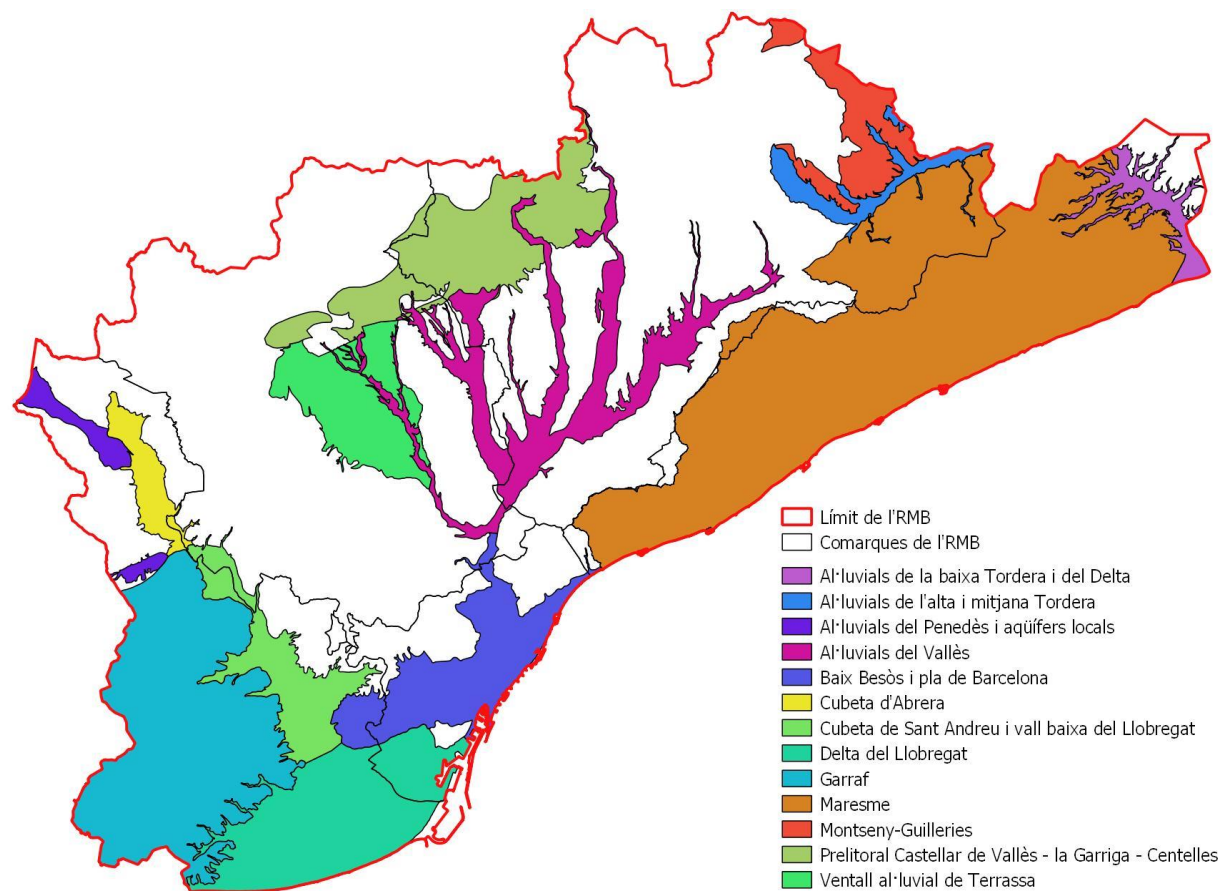 Límit de l'RMB
Comarques de l'RMB
Al·luvials de la baixa Tordera i del Delta
Al·luvials de l'alta i mitjana Tordera
Al·luvials del Penedès i aqüífers locals
Al·luvials del Vallès
Baix Besòs i pla de Barcelona
Cubeta d'Abrera
Cubeta de Sant Andreu i vall baixa del Llobregat
Delta del Llobregat
Garraf
Maresme
Montseny-Guilleries
Prelitoral Castellar de Vallès - la Garriga - Centelles
Ventall al·luvial de Terrassa